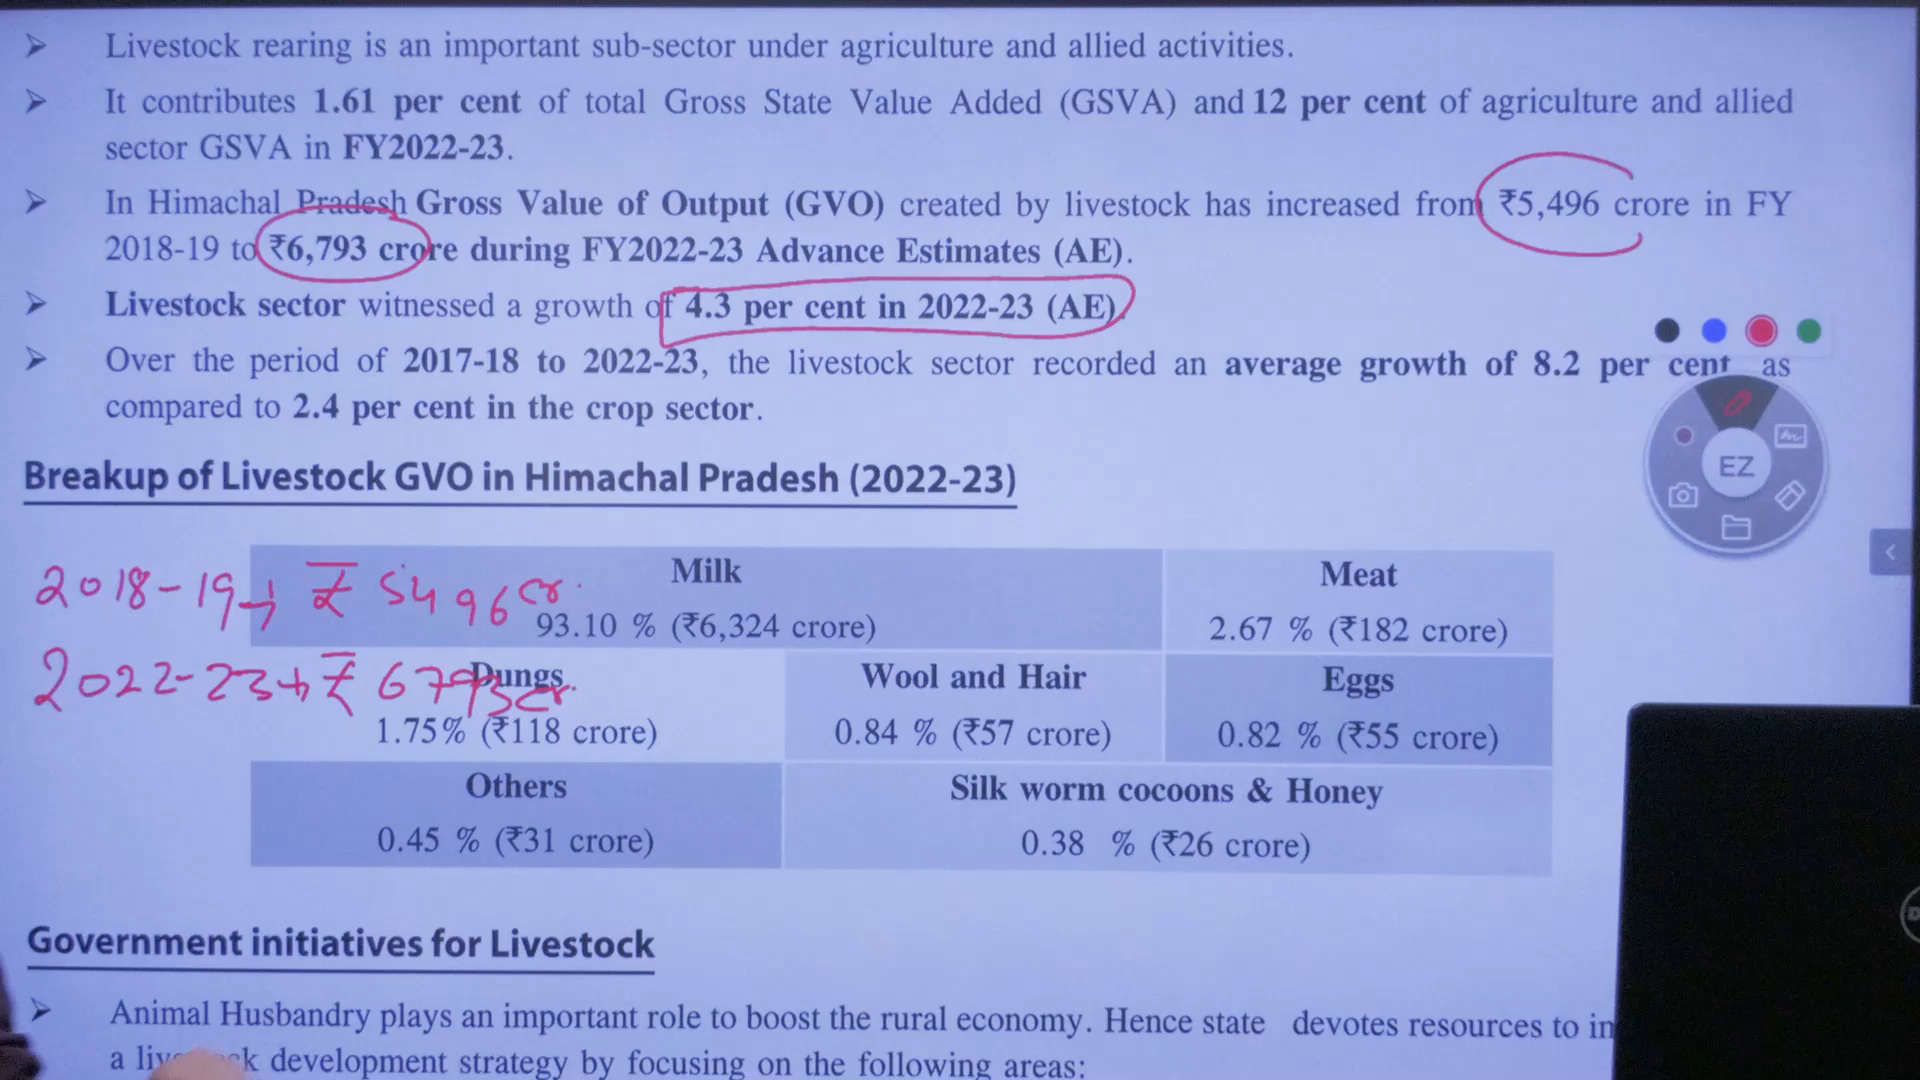 ➢ Livestock rearing is an important sub-sector under agriculture and allied activities.
➢ It contributes 1.61 per cent of total Gross State Value Added (GSVA) and 12 per cent of agriculture and allied
sector GSVA in FY2022-23.
➢ In Himachal Pradesh Gross Value of Output (GVO) created by livestock has increased from ₹5,496 crore in FY
2018-19 to ₹6,793 crore during FY2022-23 Advance Estimates (AE).
➢ Livestock sector witnessed a growth of 4.3 per cent in 2022-23 (AE).
➢ Over the period of 2017-18 to 2022-23, the livestock sector recorded an average growth of 8.2 per cent as
compared to 2.4 per cent in the crop sector.
EZ
Breakup of Livestock GVO in Himachal Pradesh (2022-23)
Milk
93.10 % (₹6,324 crore)
Meat
2.67 % (₹182 crore)
2018-19→ ₹ 5496 cr.
2022-23→ ₹ 6793 cr.
Dungs
1.75% (₹118 crore)
Wool and Hair
0.84 % (₹57 crore)
Eggs
0.82 % (₹55 crore)
Others
0.45 % (₹31 crore)
Silk worm cocoons & Honey
0.38 % (₹26 crore)
Government initiatives for Livestock
➢ Animal Husbandry plays an important role to boost the rural economy. Hence state devotes resources to
a development strategy by focusing on the following areas: